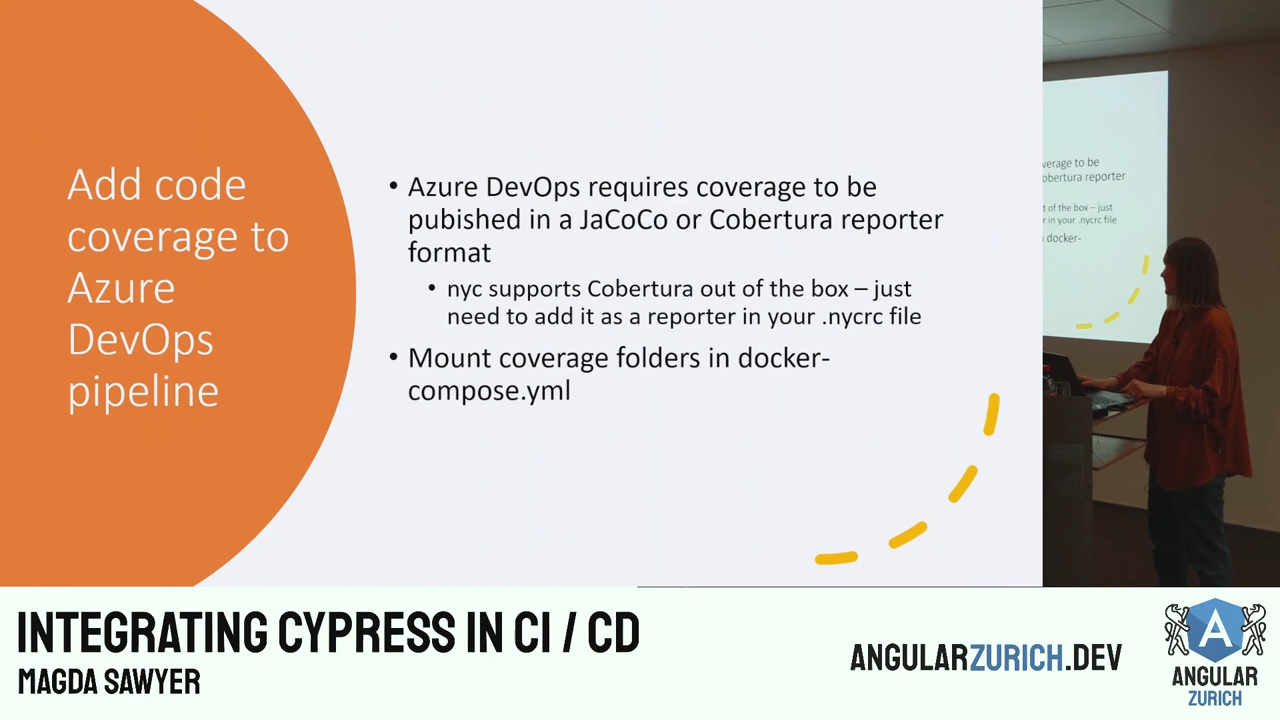 Add code
coverage to
Azure
DevOps
pipeline
• Azure DevOps requires coverage to be
pubished in a JaCoCo or Cobertura reporter
format
• nyc supports Cobertura out of the box – just
need to add it as a reporter in your .nycrc file
• Mount coverage folders in docker-
compose.yml
verage to be
obertura reporter
t of the box – just
r in your .nycrc file
docker-
INTEGRATING CYPRESS IN CI / CD
MAGDA SAWYER
ANGULARZURICH.DEV
A
ANGULAR
ZURICH